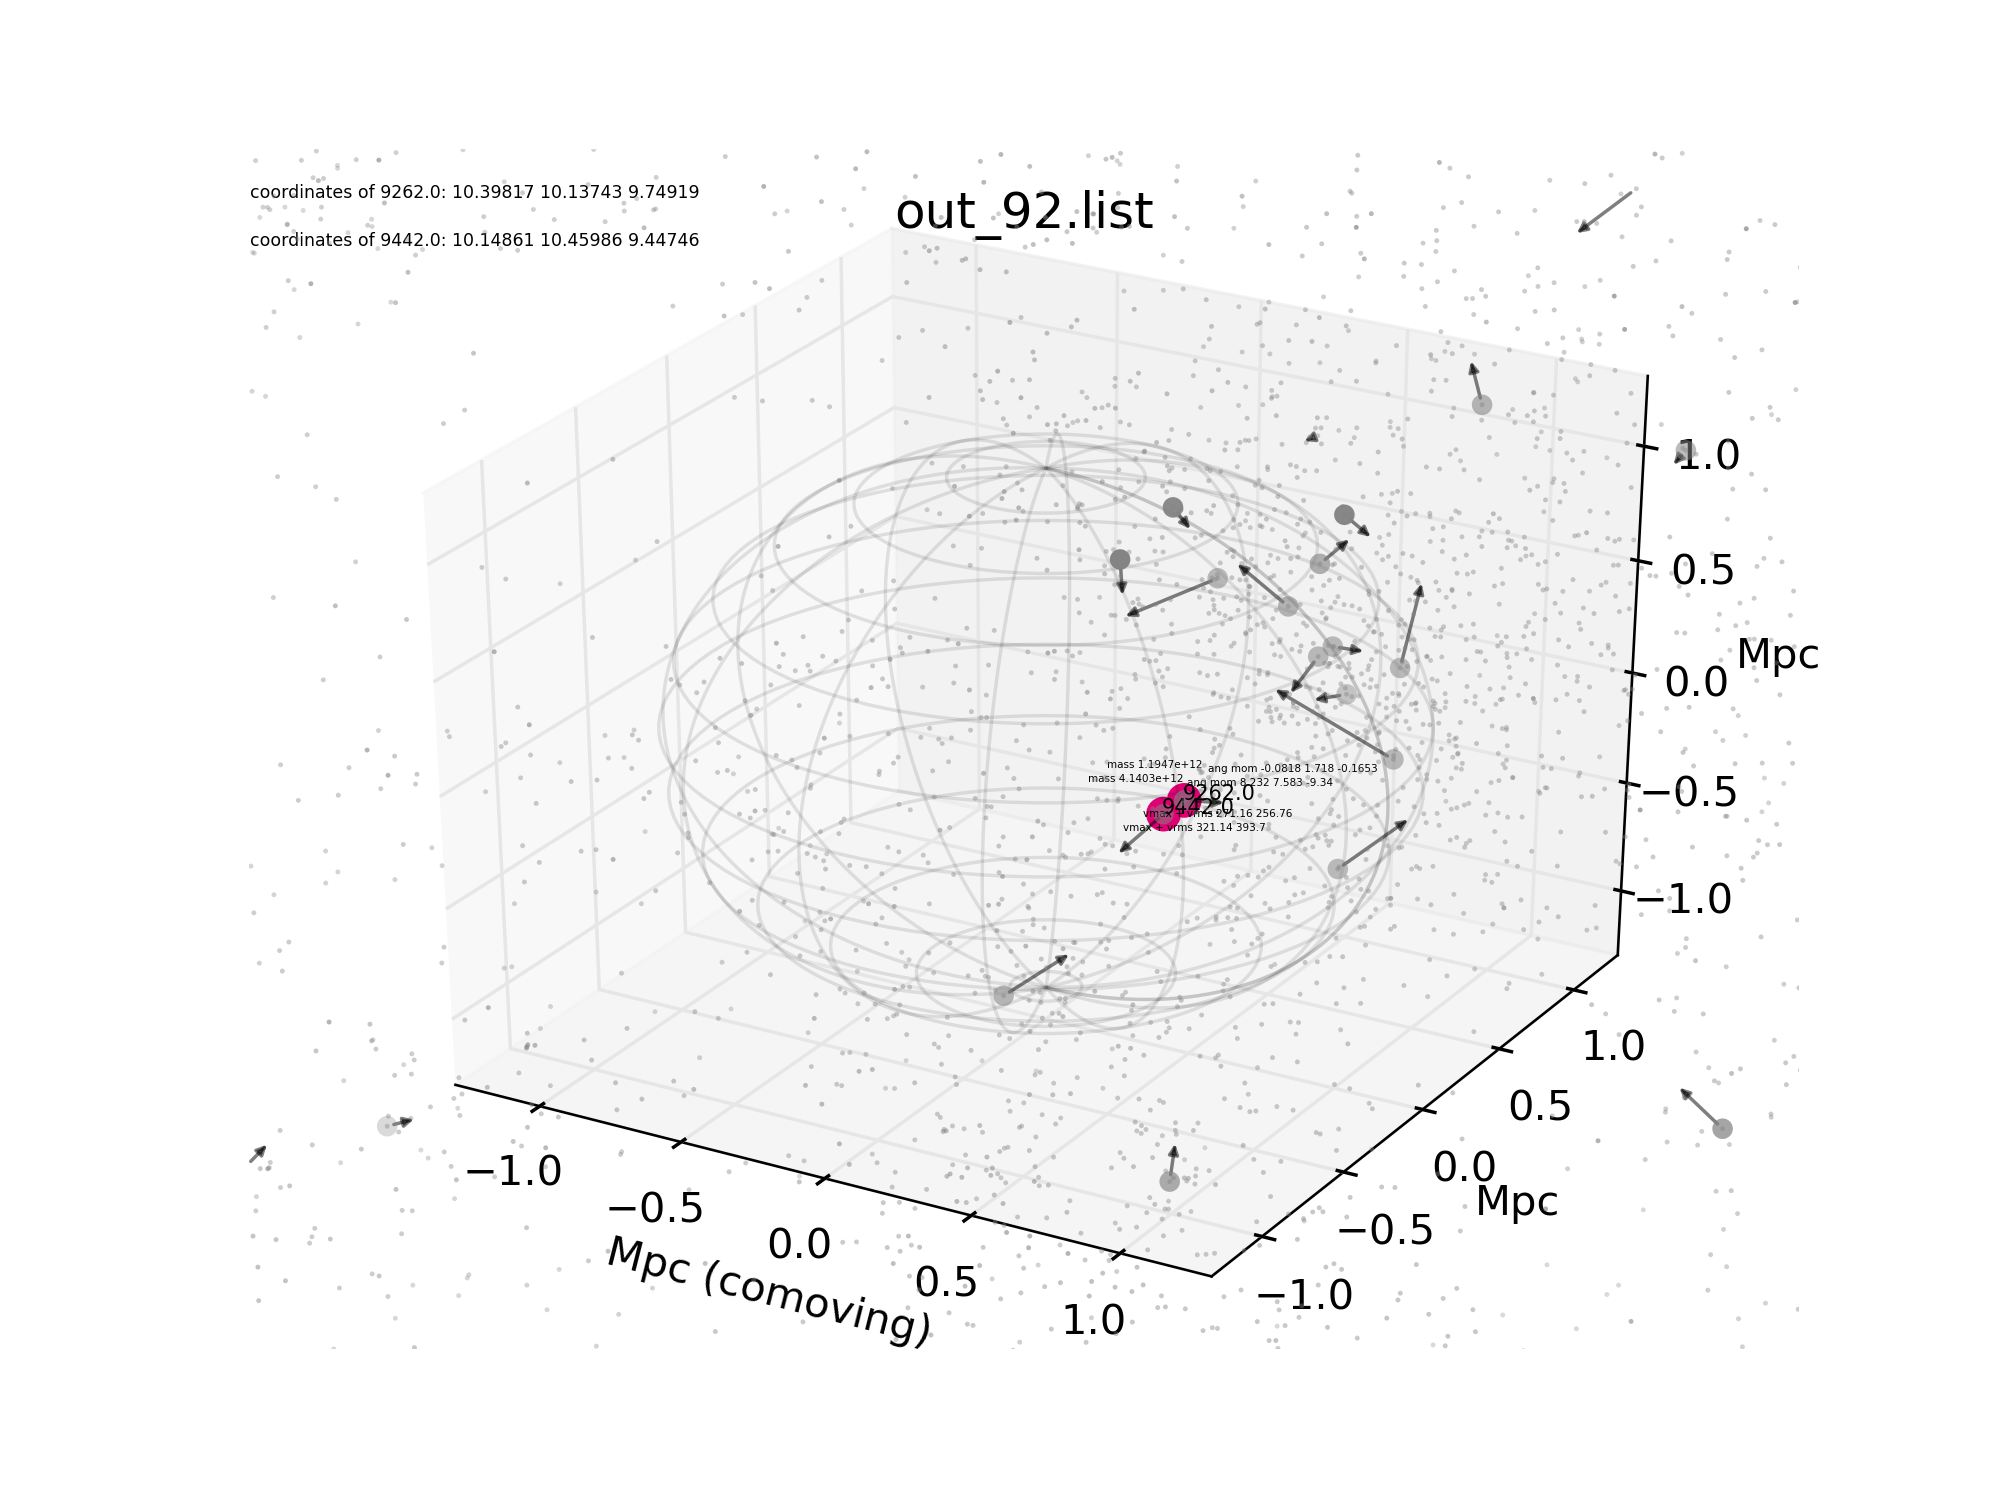 coordinates of 9262.0: 10.39817 10.13743 9.74919
out_92.list
coordinates of 9442.0: 10.14861 10.45986 9.44746
1.0
0.5
Mpc
0.0
−0.5
−1.0
mass 1.1947e+12
ang mom -0.0818 1.718 -0.1653
mass 4.1403e+12
ang mom 8.232 7.583 -9.34
9262.0
9442.0
vmax + vrms 271.16 256.76
vmax + vrms 321.14 393.7
1.0
0.5
0.0
Mpc
−0.5
−1.0
−1.0
−0.5
0.0
0.5
1.0
Mpc (comoving)